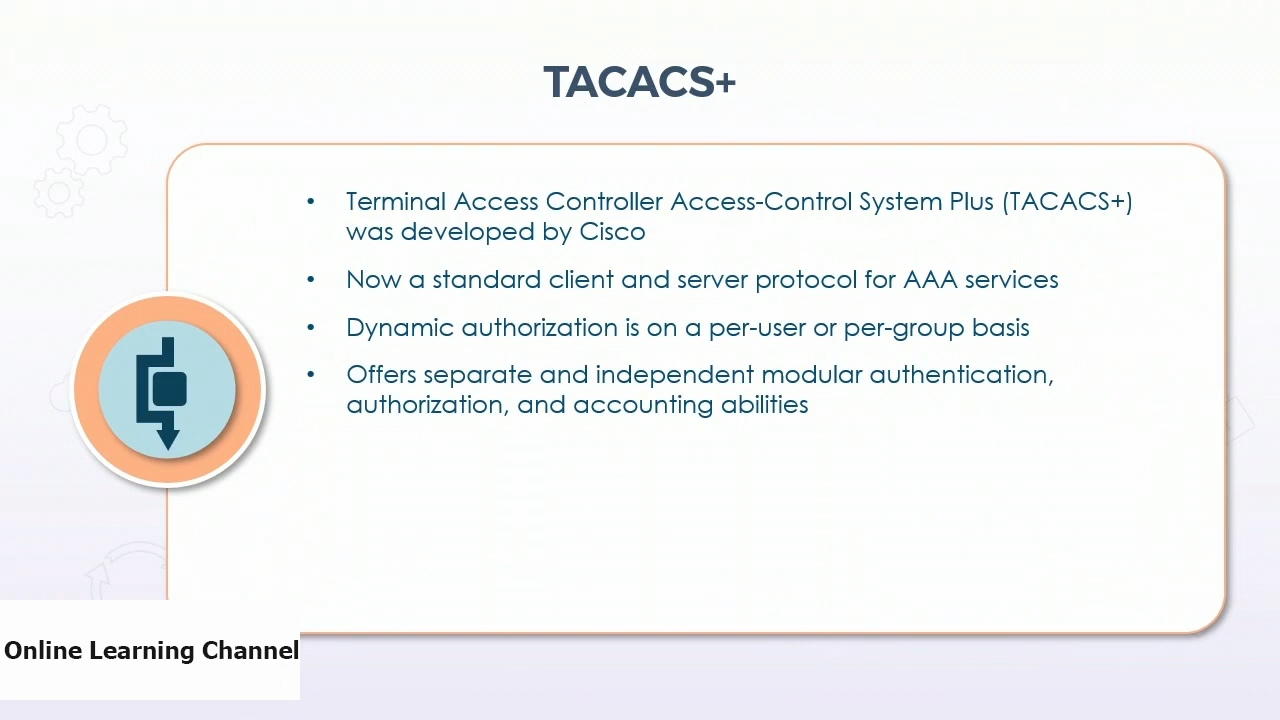 TACACS+
• Terminal Access Controller Access-Control System Plus (TACACS+)
was developed by Cisco
• Now a standard client and server protocol for AAA services
• Dynamic authorization is on a per-user or per-group basis
• Offers separate and independent modular authentication,
authorization, and accounting abilities
Online Learning Channel